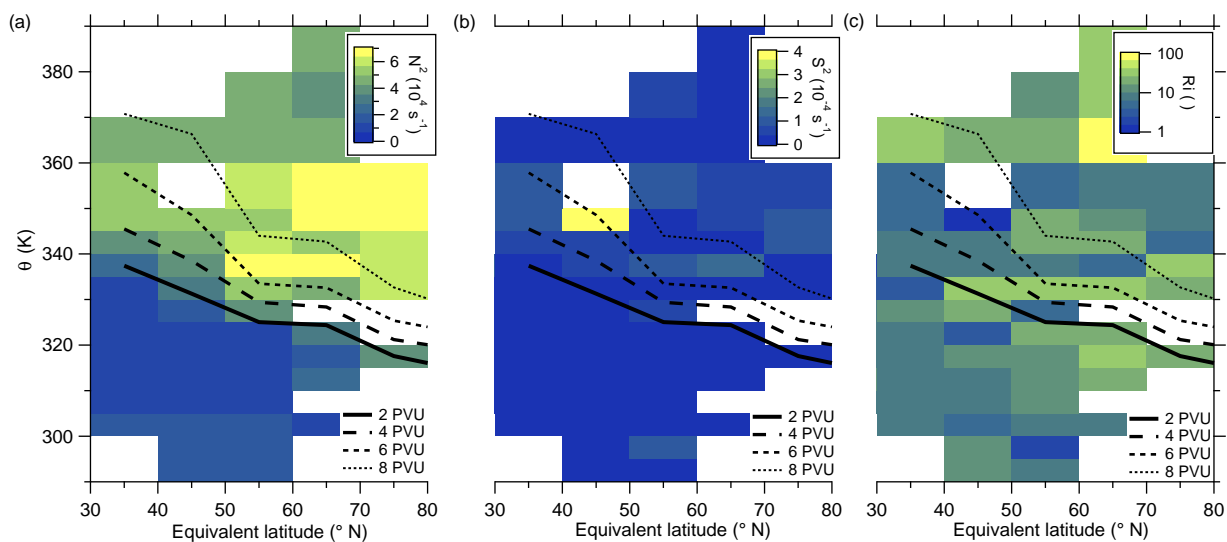 (a)
380
360
340
320
300
θ (K)
6
4
2
0
N² (10⁴ s⁻¹)
2 PVU
4 PVU
6 PVU
8 PVU
30 40 50 60 70 80
Equivalent latitude (° N)
(b)
4
3
2
1
0
S² (10⁻⁴ s⁻¹)
2 PVU
4 PVU
6 PVU
8 PVU
30 40 50 60 70 80
Equivalent latitude (° N)
(c)
100
10
1
Ri ( )
2 PVU
4 PVU
6 PVU
8 PVU
30 40 50 60 70 80
Equivalent latitude (° N)